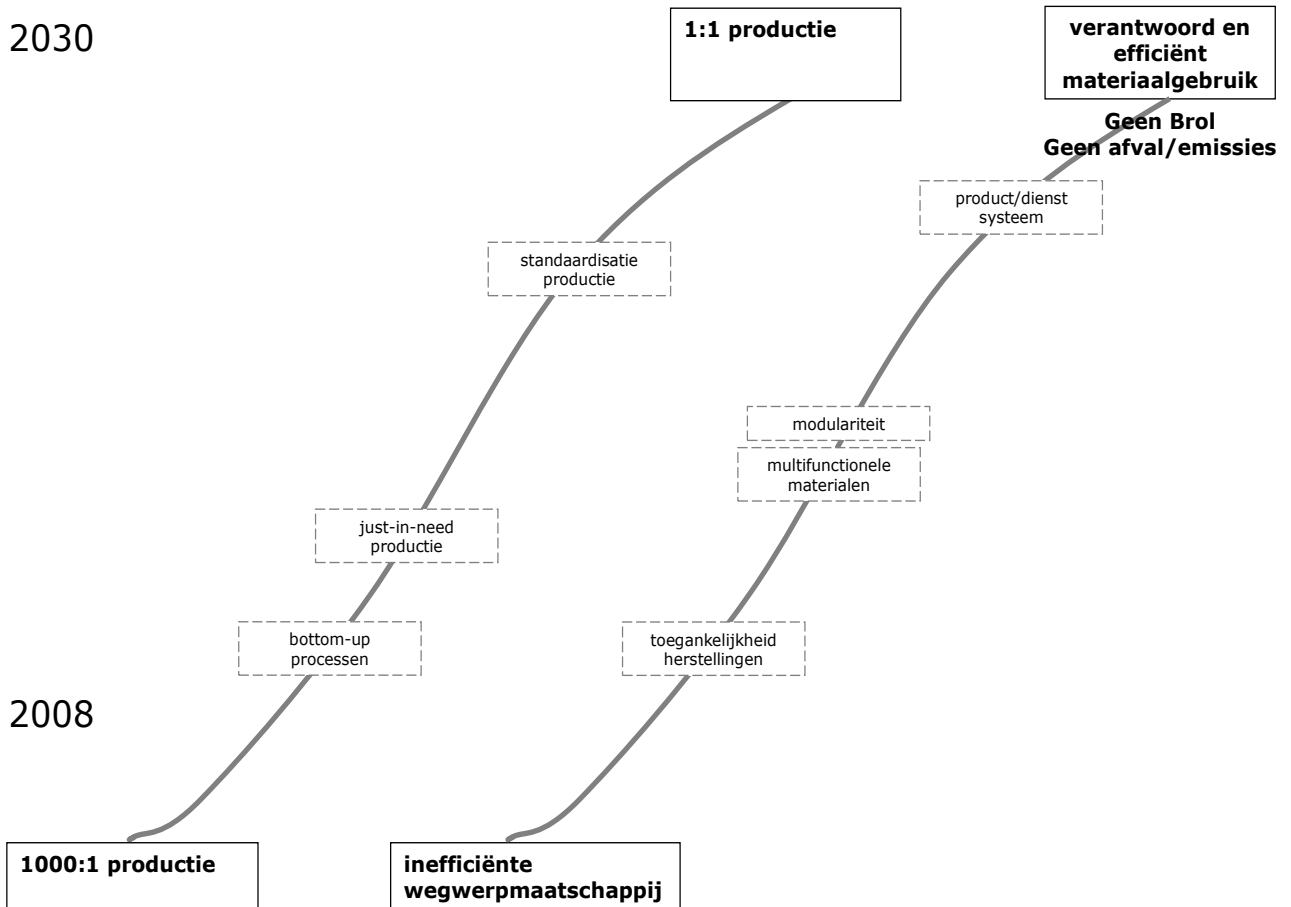 2030
1:1 productie
verantwoord en
efficiënt
materiaalgebruik
Geen Brol
Geen afval/emissies
product/dienst
systeem
standaardisatie
productie
modulariteit
multifunctionele
materialen
just-in-need
productie
bottom-up
processen
toegankelijkheid
herstellingen
2008
1000:1 productie
inefficiënte
wegwerpmaatschappij